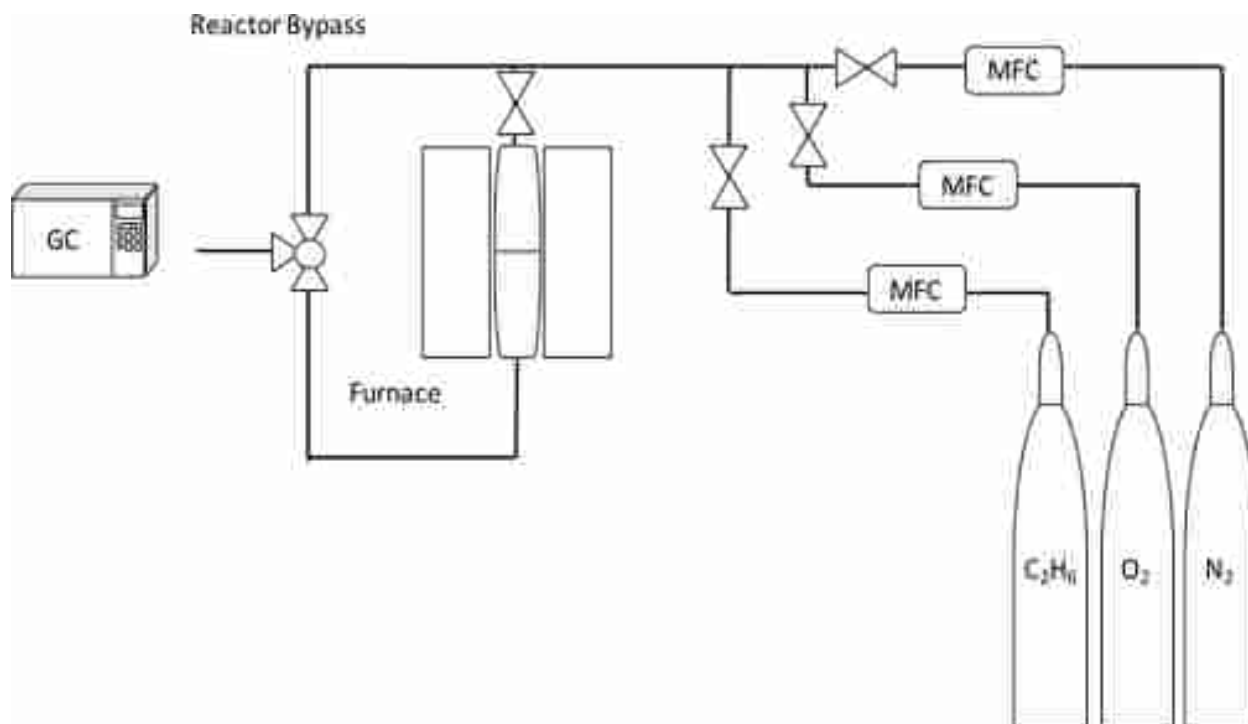 Reactor Bypass
MFC
MFC
GC
MFC
Furnace
C₂H₆
O₂
N₂